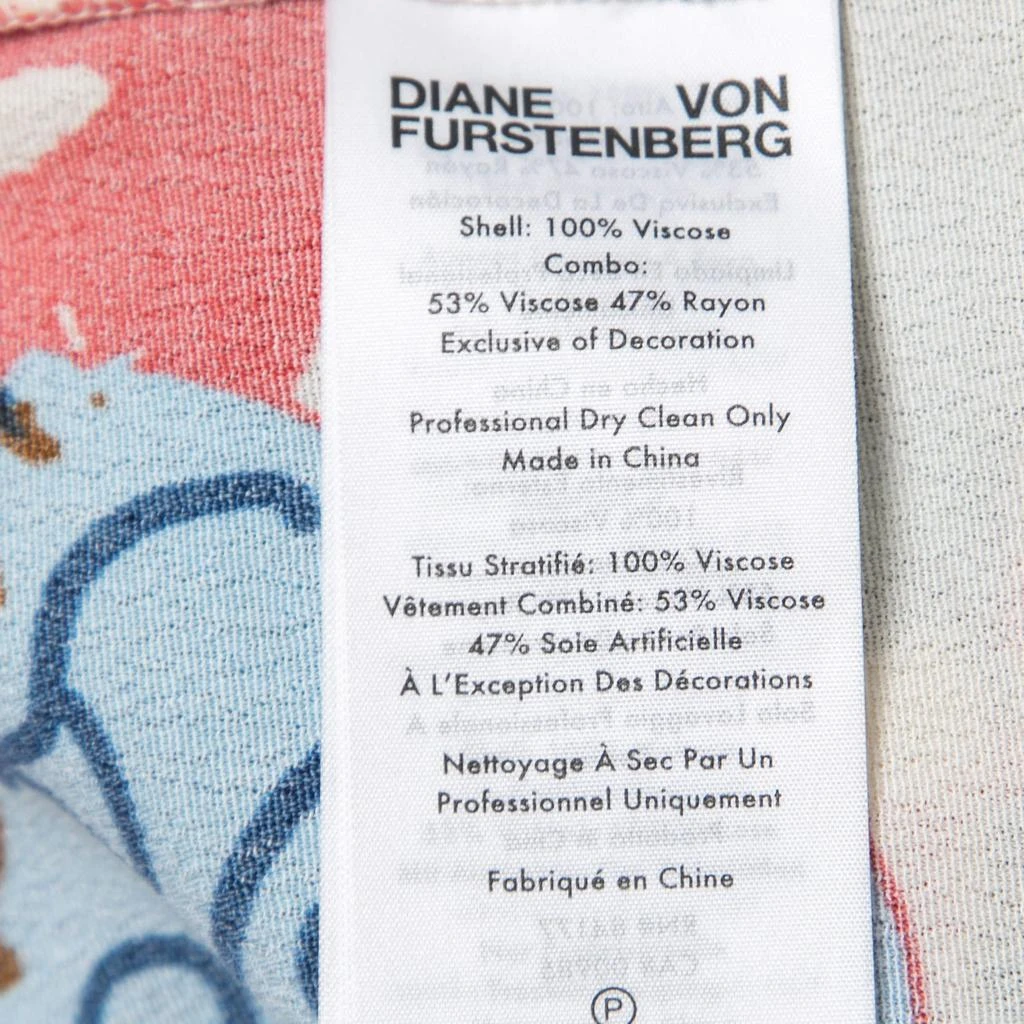 DIANE VON
FURSTENBERG
Shell: 100% Viscose
Combo:
53% Viscose 47% Rayon
Exclusive of Decoration
Professional Dry Clean Only
Made in China
Tissu Stratifié: 100% Viscose
Vêtement Combiné: 53% Viscose
47% Soie Artificielle
À L'Exception Des Décorations
Nettoyage À Sec Par Un
Professionnel Uniquement
Fabriqué en Chine
P